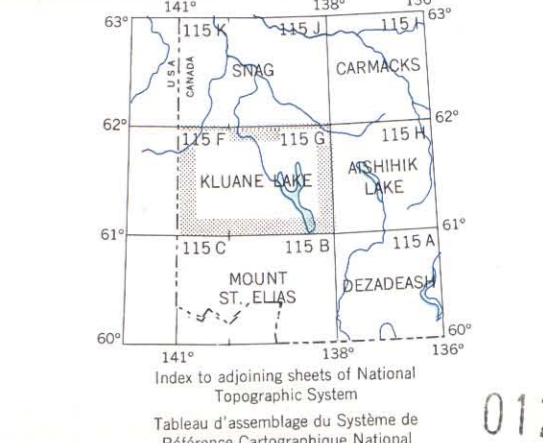 141° 138° 136°
63° 115 K 115 J 115 I 63°
USA
CANADA
SNAG CARMACKS
62° 62°
115 F 115 G 115 H
KLUANE LAKE
AISHIHIK
LAKE
61° 61°
115 C 115 B 115 A
MOUNT
ST. ELIAS
DEZADEASH
60° 60°
141° 138° 136°
Index to adjoining sheets of National
Topographic System
Tableau d'assemblage du Système de
Référence Cartographique National
012